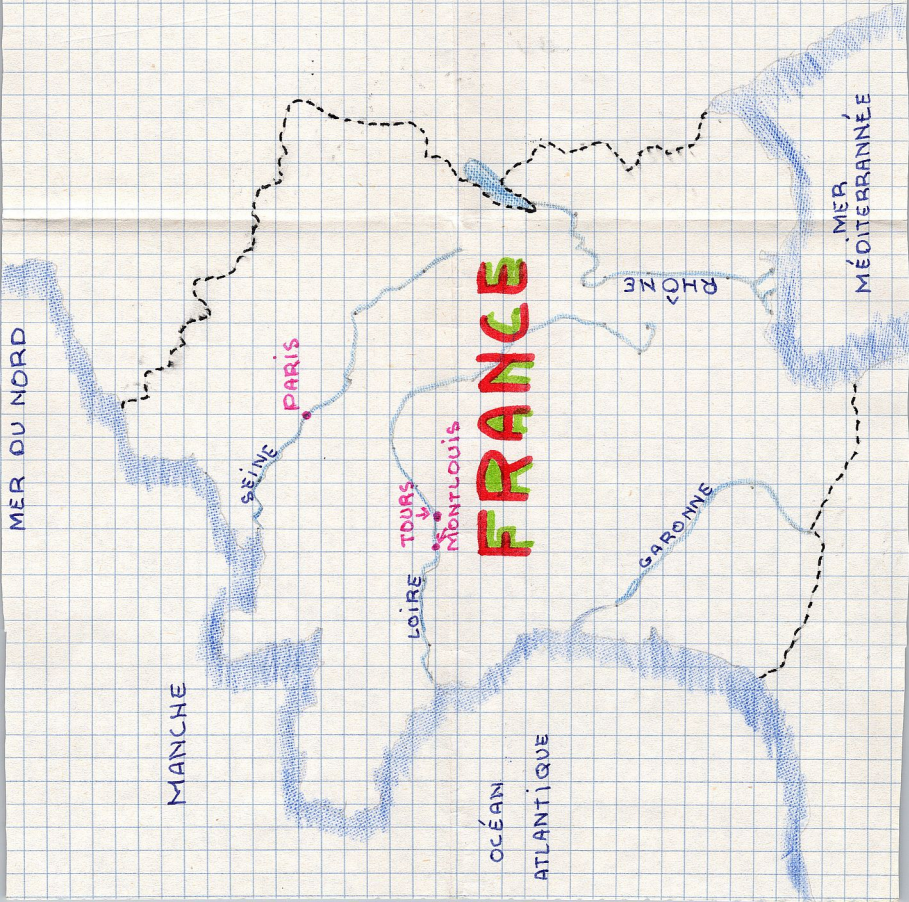 MER DU NORD
MANCHE
SEINE
PARIS
LOIRE
TOURS
MONTLOUIS
FRANCE
OCÉAN
ATLANTIQUE
GARONNE
RHÔNE
MER
MÉDITERRANNÉE